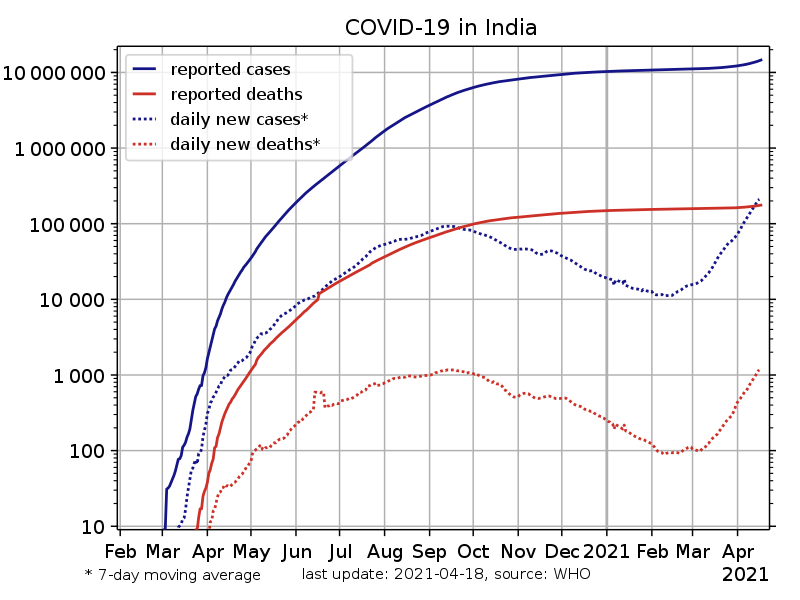 COVID-19 in India
reported cases
reported deaths
daily new cases*
daily new deaths*
10 000 000
1 000 000
100 000
10 000
1 000
100
10
Feb Mar Apr May Jun Jul Aug Sep Oct Nov Dec 2021 Feb Mar Apr
2021
* 7-day moving average
last update: 2021-04-18, source: WHO